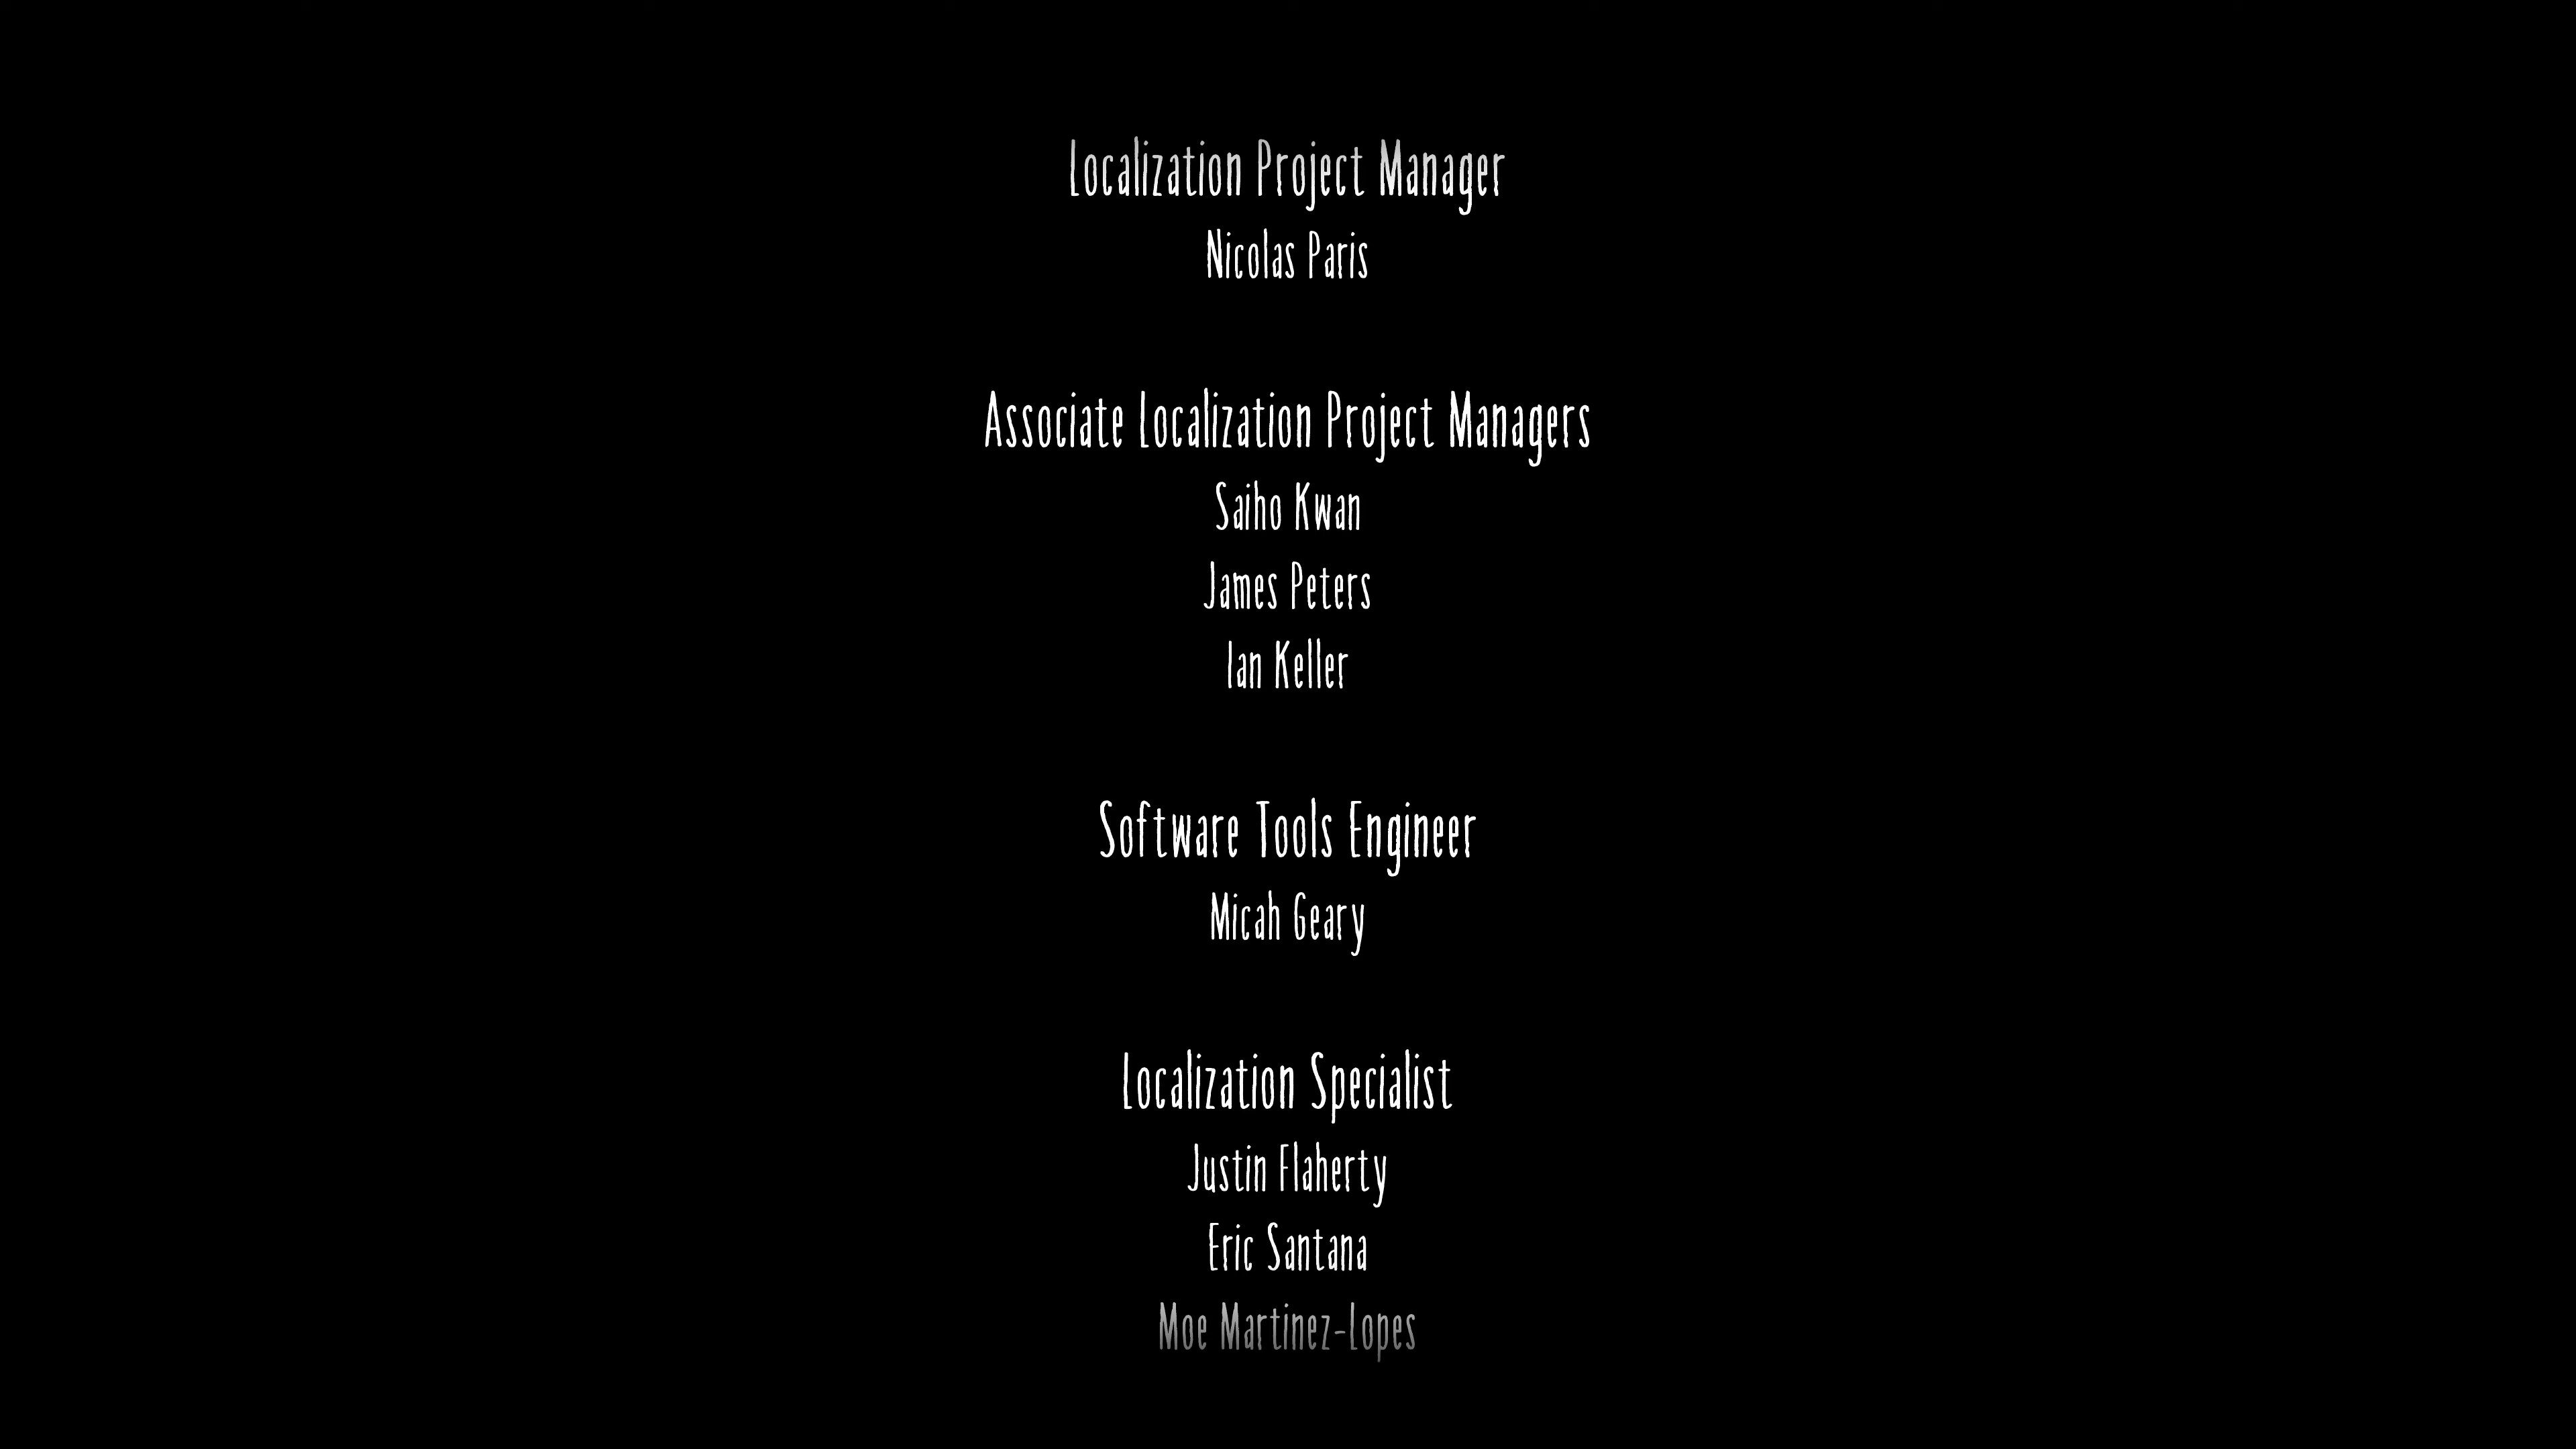 Localization Project Manager
Nicolas Paris
Associate Localization Project Managers
Saiho Kwan
James Peters
Ian Keller
Software Tools Engineer
Micah Geary
Localization Specialist
Justin Flaherty
Eric Santana
Moe Martinez-Lopes